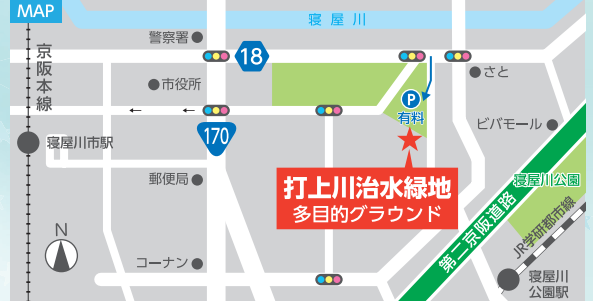 MAP
寝屋川
警察署
18
さと
京阪本線
市役所
P
有料
ビバモール
170
寝屋川市駅
打上川治水緑地
多目的グラウンド
郵便局
寝屋川公園
第二京阪道路
JR学研都市線
N
コーナン
寝屋川
公園駅